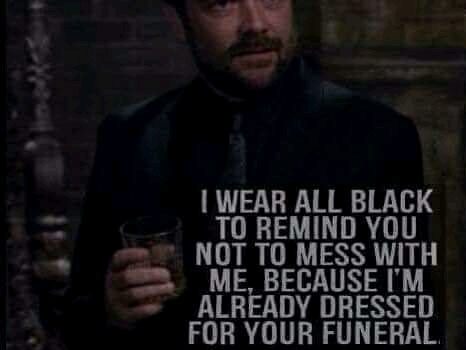 I WEAR ALL BLACK
TO REMIND YOU
NOT TO MESS WITH
ME, BECAUSE I'M
ALREADY DRESSED
FOR YOUR FUNERAL.